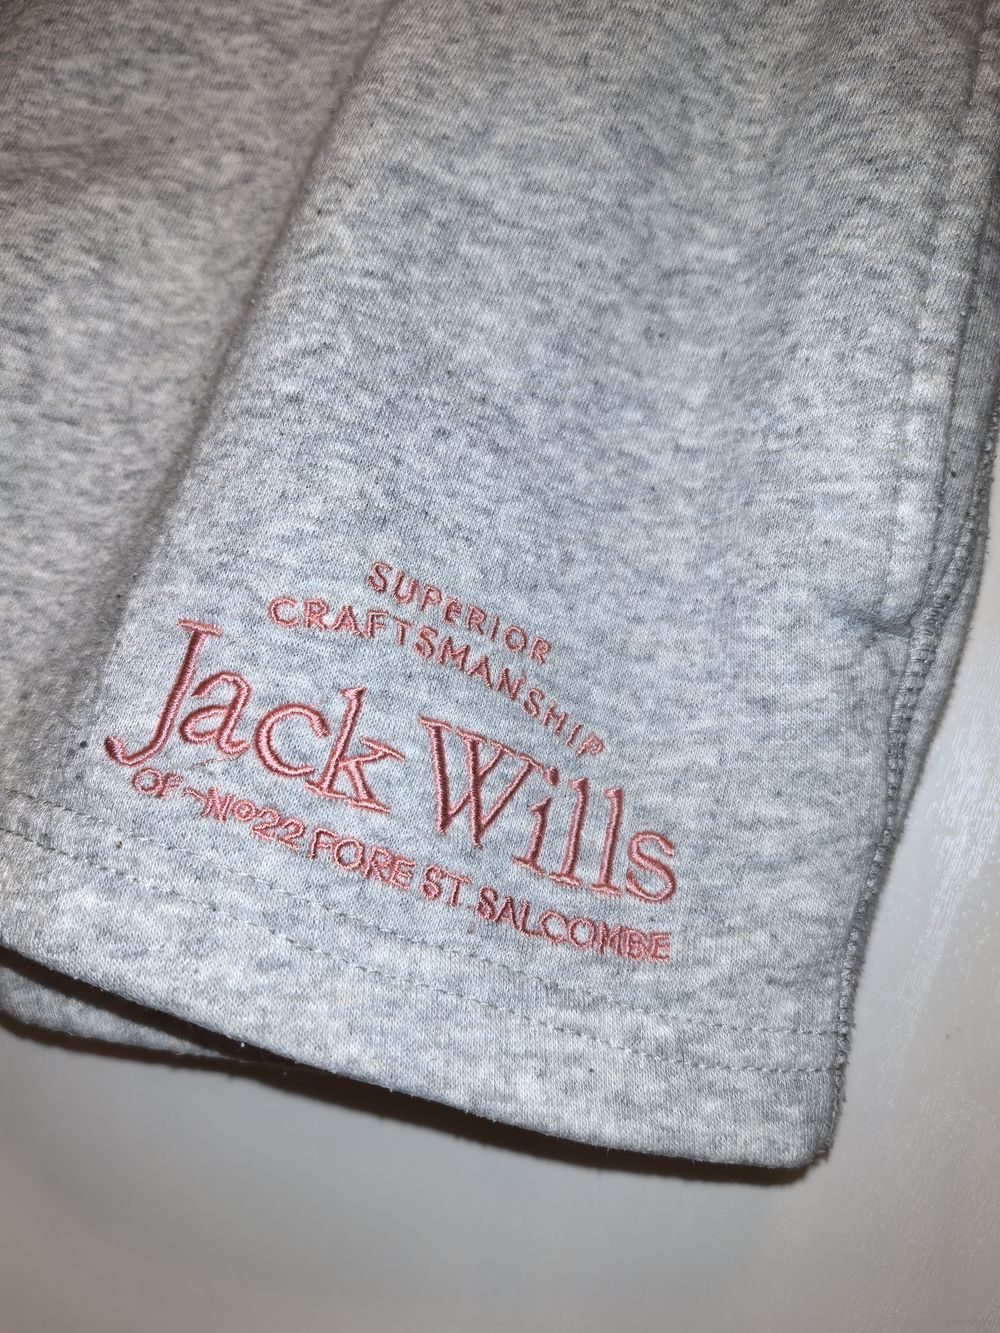 SUPERIOR
CRAFTSMANSHIP
Jack Wills
OF ~No22 FORE ST. SALCOMBE